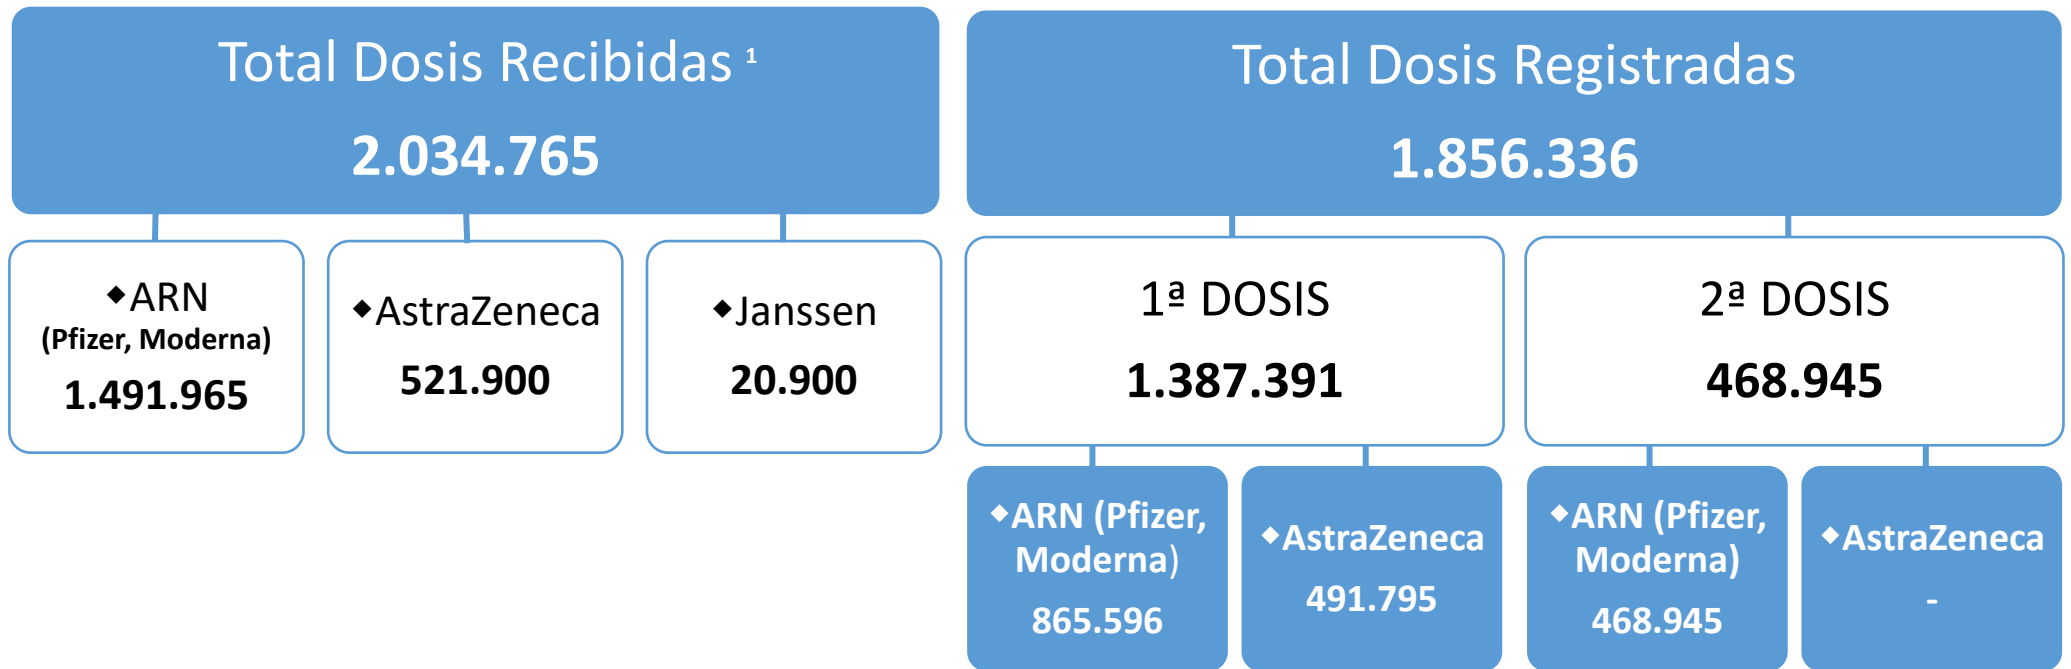 Total Dosis Recibidas ¹
2.034.765
◆ARN
(Pfizer, Moderna)
1.491.965
◆AstraZeneca
521.900
◆Janssen
20.900
Total Dosis Registradas
1.856.336
1ª DOSIS
1.387.391
◆ARN (Pfizer,
Moderna)
865.596
◆AstraZeneca
491.795
2ª DOSIS
468.945
◆ARN (Pfizer,
Moderna)
468.945
◆AstraZeneca
-